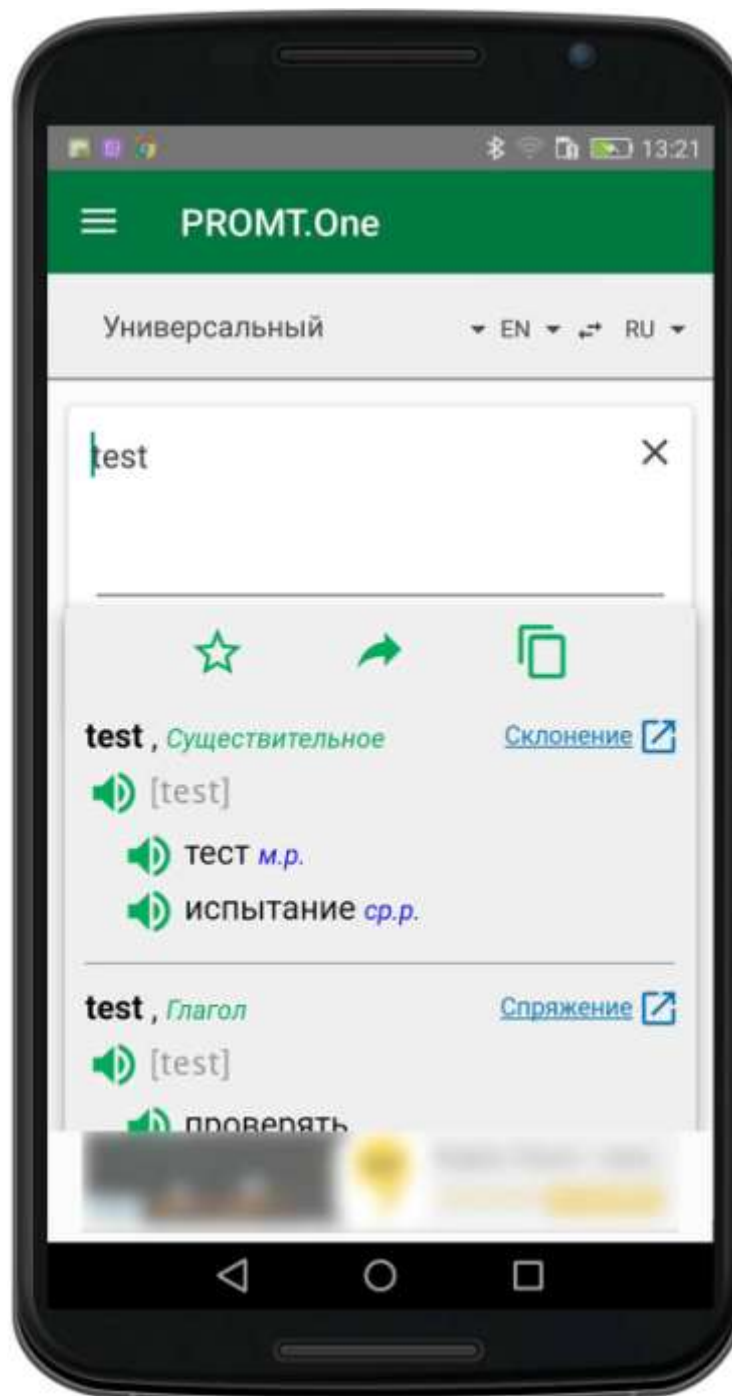 13:21
PROMT.One
Универсальный EN RU
test
test , Существительное Склонение
[test]
тест м.р.
испытание ср.р.
test , Глагол Спряжение
[test]
проверять